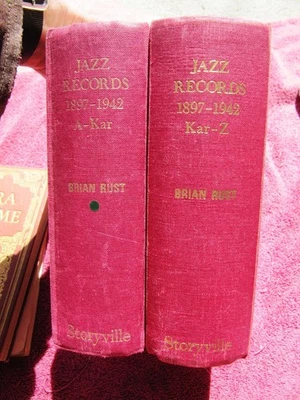 JAZZ
RECORDS
1897-1942
A-Kar
BRIAN RUST
Storyville
JAZZ
RECORDS
1897-1942
Kar-Z
BRIAN RUST
Storyville